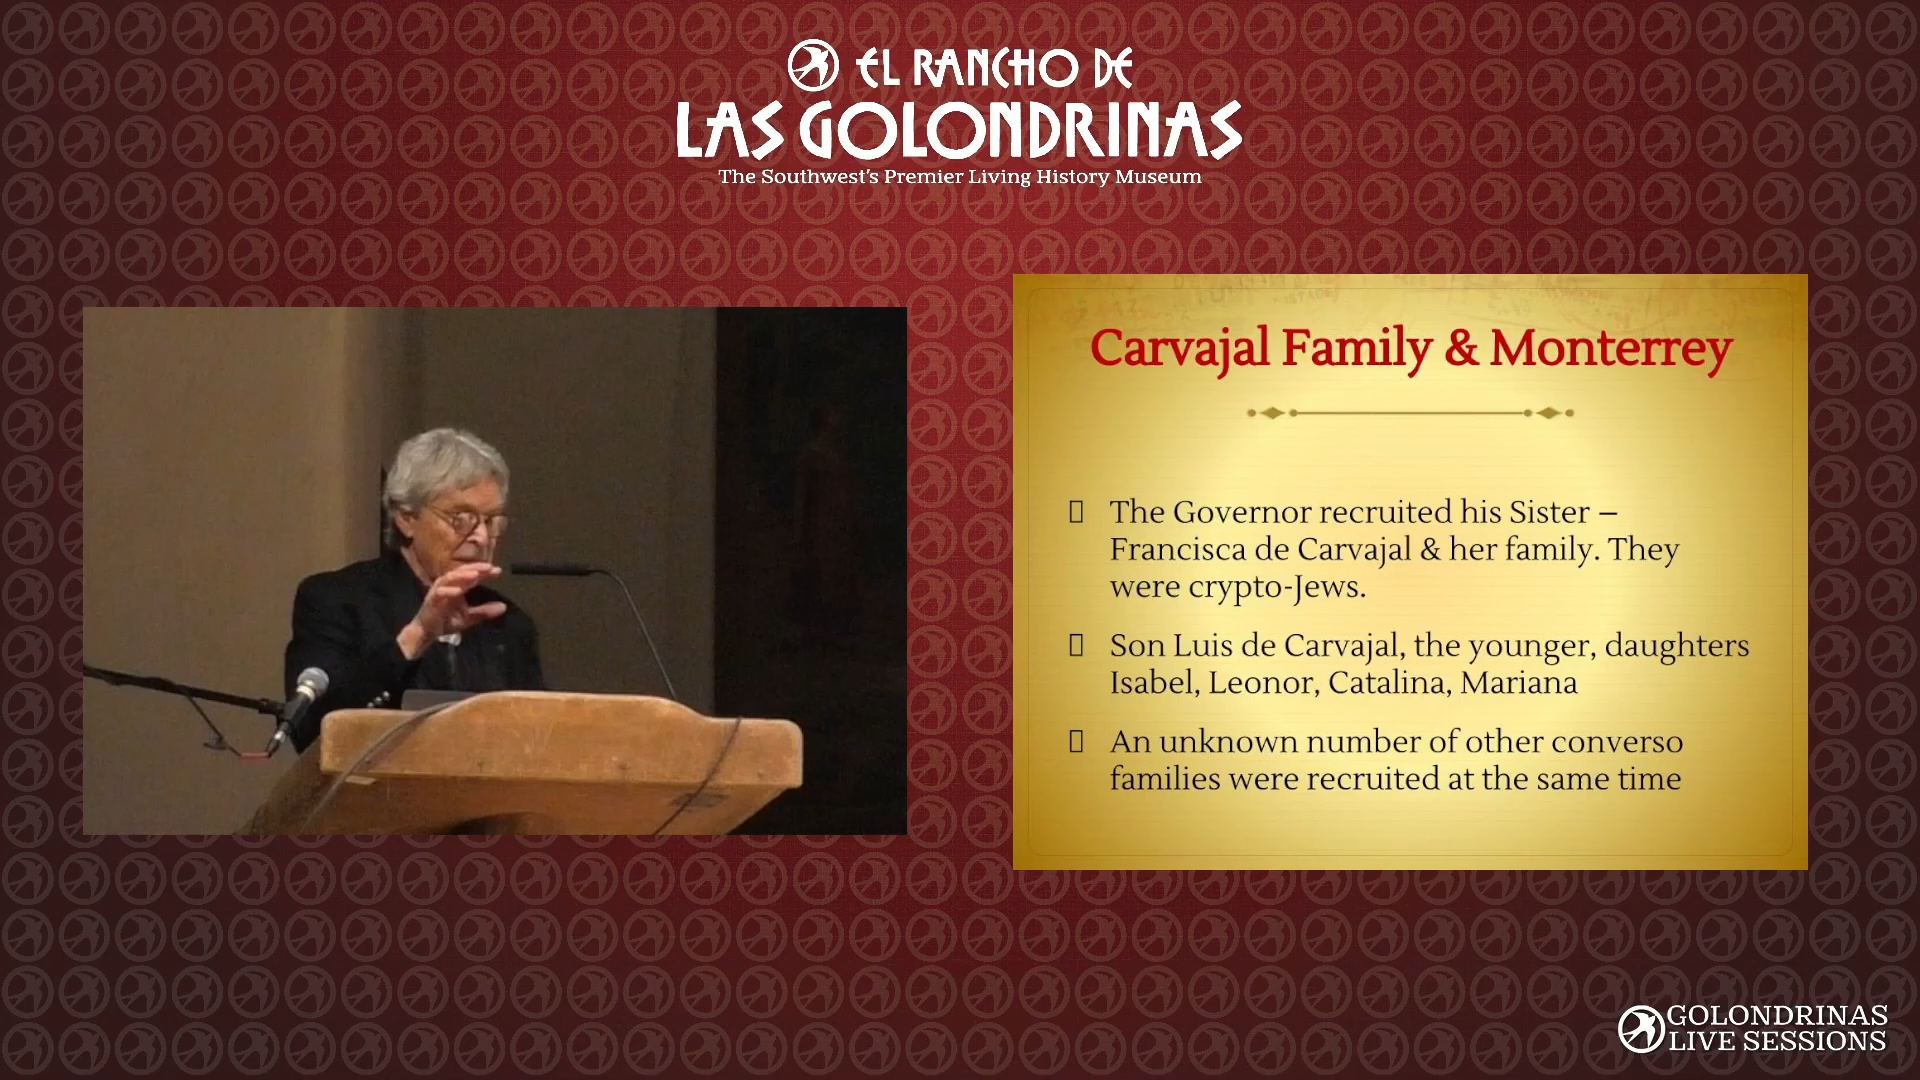 EL RANCHO DE
LAS GOLONDRINAS
The Southwest's Premier Living History Museum
Carvajal Family & Monterrey
The Governor recruited his Sister –
Francisca de Carvajal & her family. They
were crypto-Jews.
Son Luis de Carvajal, the younger, daughters
Isabel, Leonor, Catalina, Mariana
An unknown number of other converso
families were recruited at the same time
GOLONDRINAS
LIVE SESSIONS